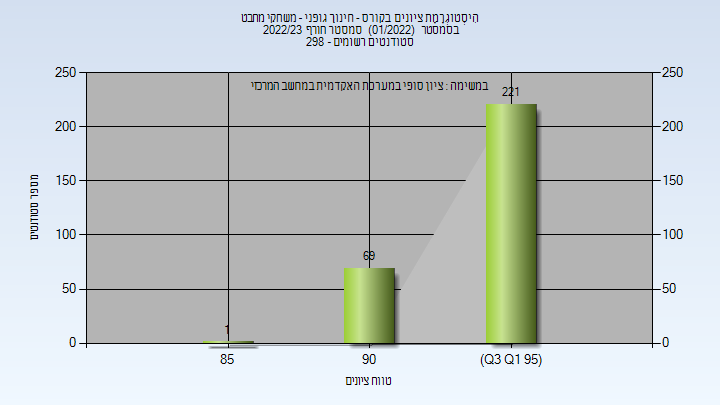 הִיסְטוֹגְרַמַת ציונים בקורס - חינוך גופני - משחקי מחבט
בסמסטר (01/2022) סמסטר חורף 2022/23
סטודנטים רשומים - 298
במשימה : ציון סופי במערכת האקדמית במחשב המרכזי
250 250
221
200 200
150 150
100 100
69
50 50
1
0 0
85 90 (Q3 Q1 95)
טווח ציונים
מספר סטודנטים